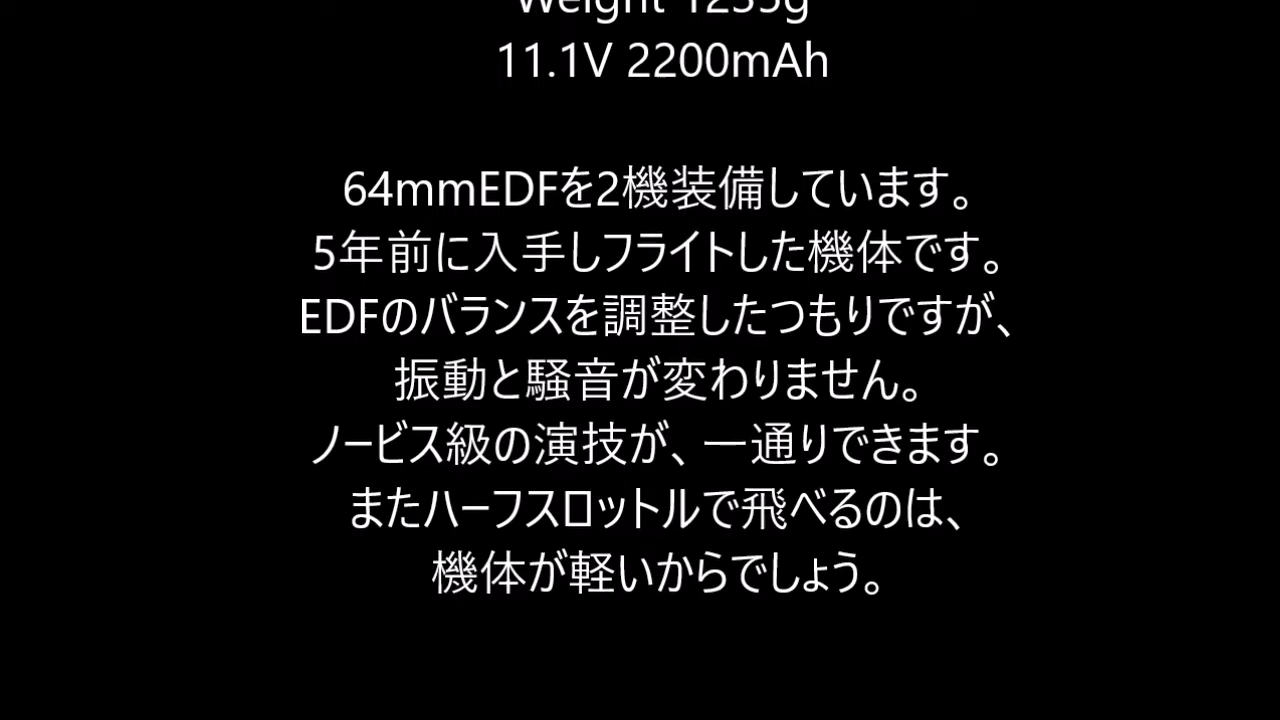 Weight
11.1V 2200mAh
64mmEDFを2機装備しています。
5年前に入手しフライトした機体です。
EDFのバランスを調整したつもりですが、
振動と騒音が変わりません。
ノービス級の演技が、一通りできます。
またハーフスロットルで飛べるのは、
機体が軽いからでしょう。